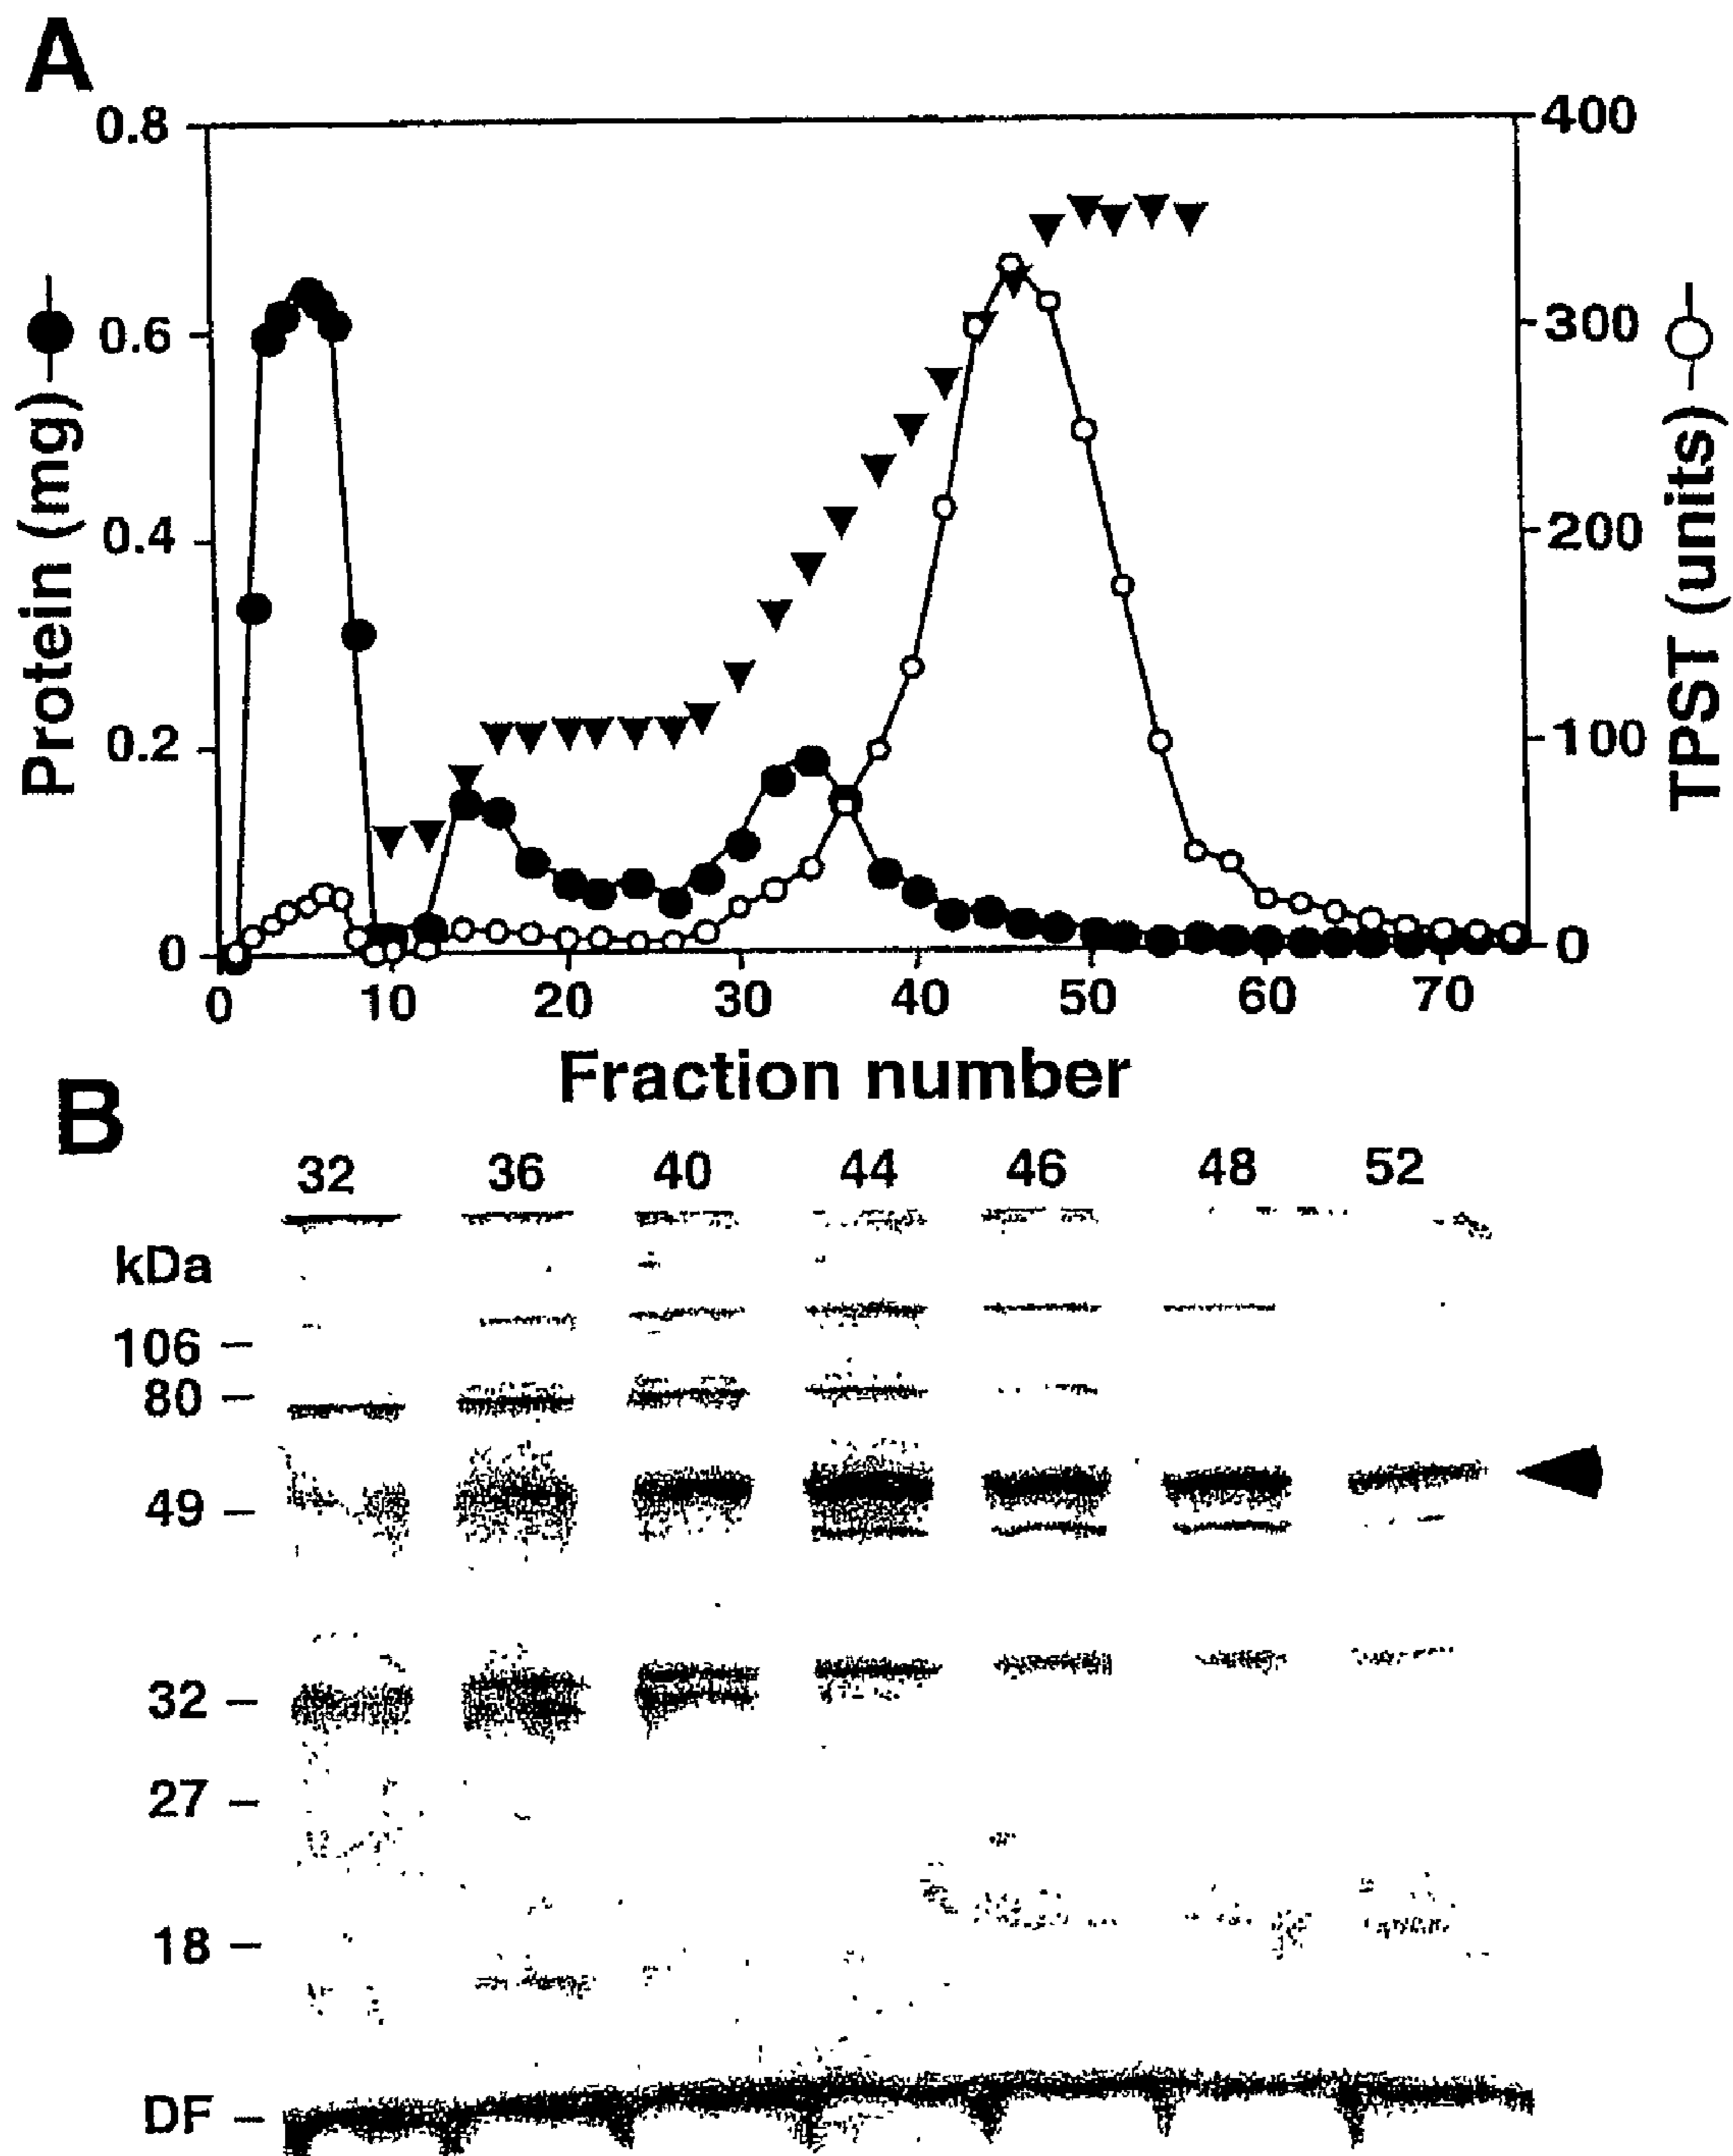 A
0.8
0.6
0.4
0.2
0
Protein (mg)
400
300
200
100
0
TPST (units)
0 10 20 30 40 50 60 70
Fraction number
B
32 36 40 44 46 48 52
kDa
106
80
49
32
27
18
DF